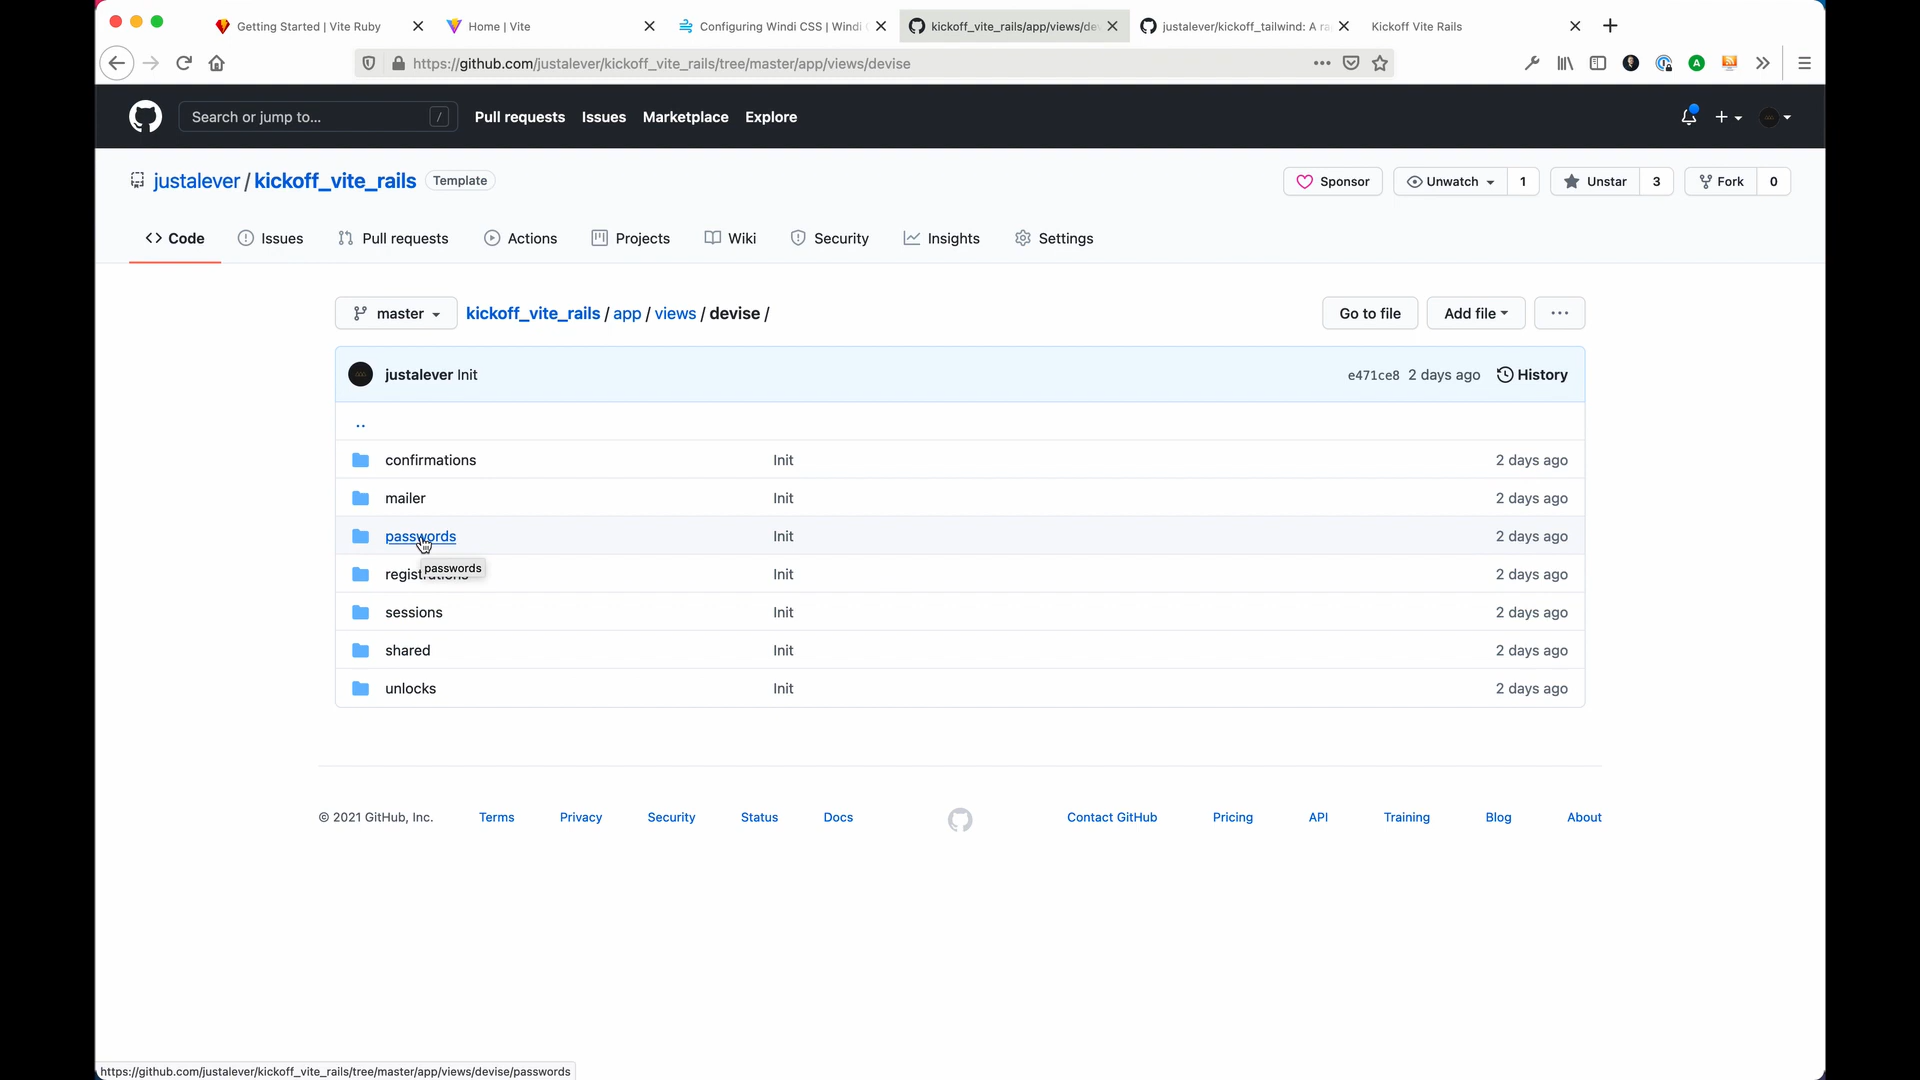 Getting Started | Vite Ruby
Home | Vite
Configuring Windi CSS | Windi
kickoff_vite_rails/app/views/de
justalever/kickoff_tailwind: A ra
Kickoff Vite Rails
https://github.com/justalever/kickoff_vite_rails/tree/master/app/views/devise
Search or jump to...
/
Pull requests
Issues
Marketplace
Explore
justalever / kickoff_vite_rails
Template
Sponsor
Unwatch
1
Unstar
3
Fork
0
Code
Issues
Pull requests
Actions
Projects
Wiki
Security
Insights
Settings
master
kickoff_vite_rails / app / views / devise /
Go to file
Add file
justalever Init
e471ce8 2 days ago
History
..
confirmations Init 2 days ago
mailer Init 2 days ago
passwords Init 2 days ago
passwords
registrations Init 2 days ago
sessions Init 2 days ago
shared Init 2 days ago
unlocks Init 2 days ago
© 2021 GitHub, Inc.
Terms
Privacy
Security
Status
Docs
Contact GitHub
Pricing
API
Training
Blog
About
https://github.com/justalever/kickoff_vite_rails/tree/master/app/views/devise/passwords